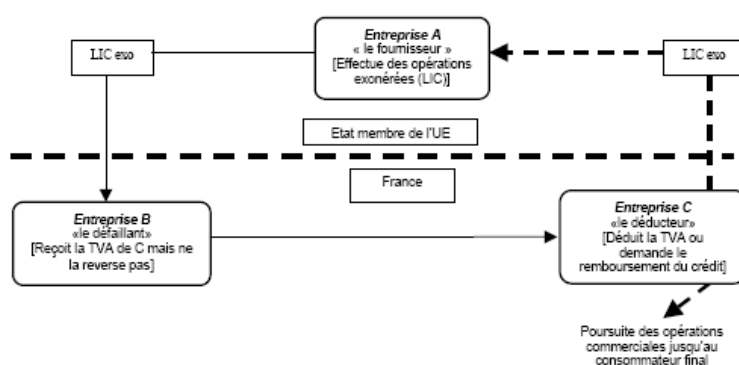 LIC exo
Entreprise A
« le fournisseur »
[Effectue des opérations
exonérées (LIC)]
LIC exo
Etat membre de l'UE
France
Entreprise B
«le défaillant»
[Reçoit la TVA de C mais ne
la reverse pas]
Entreprise C
«le déducteur»
[Déduit la TVA ou
demande le
remboursement du crédit]
Poursuite des opérations
commerciales jusqu'au
consommateur final